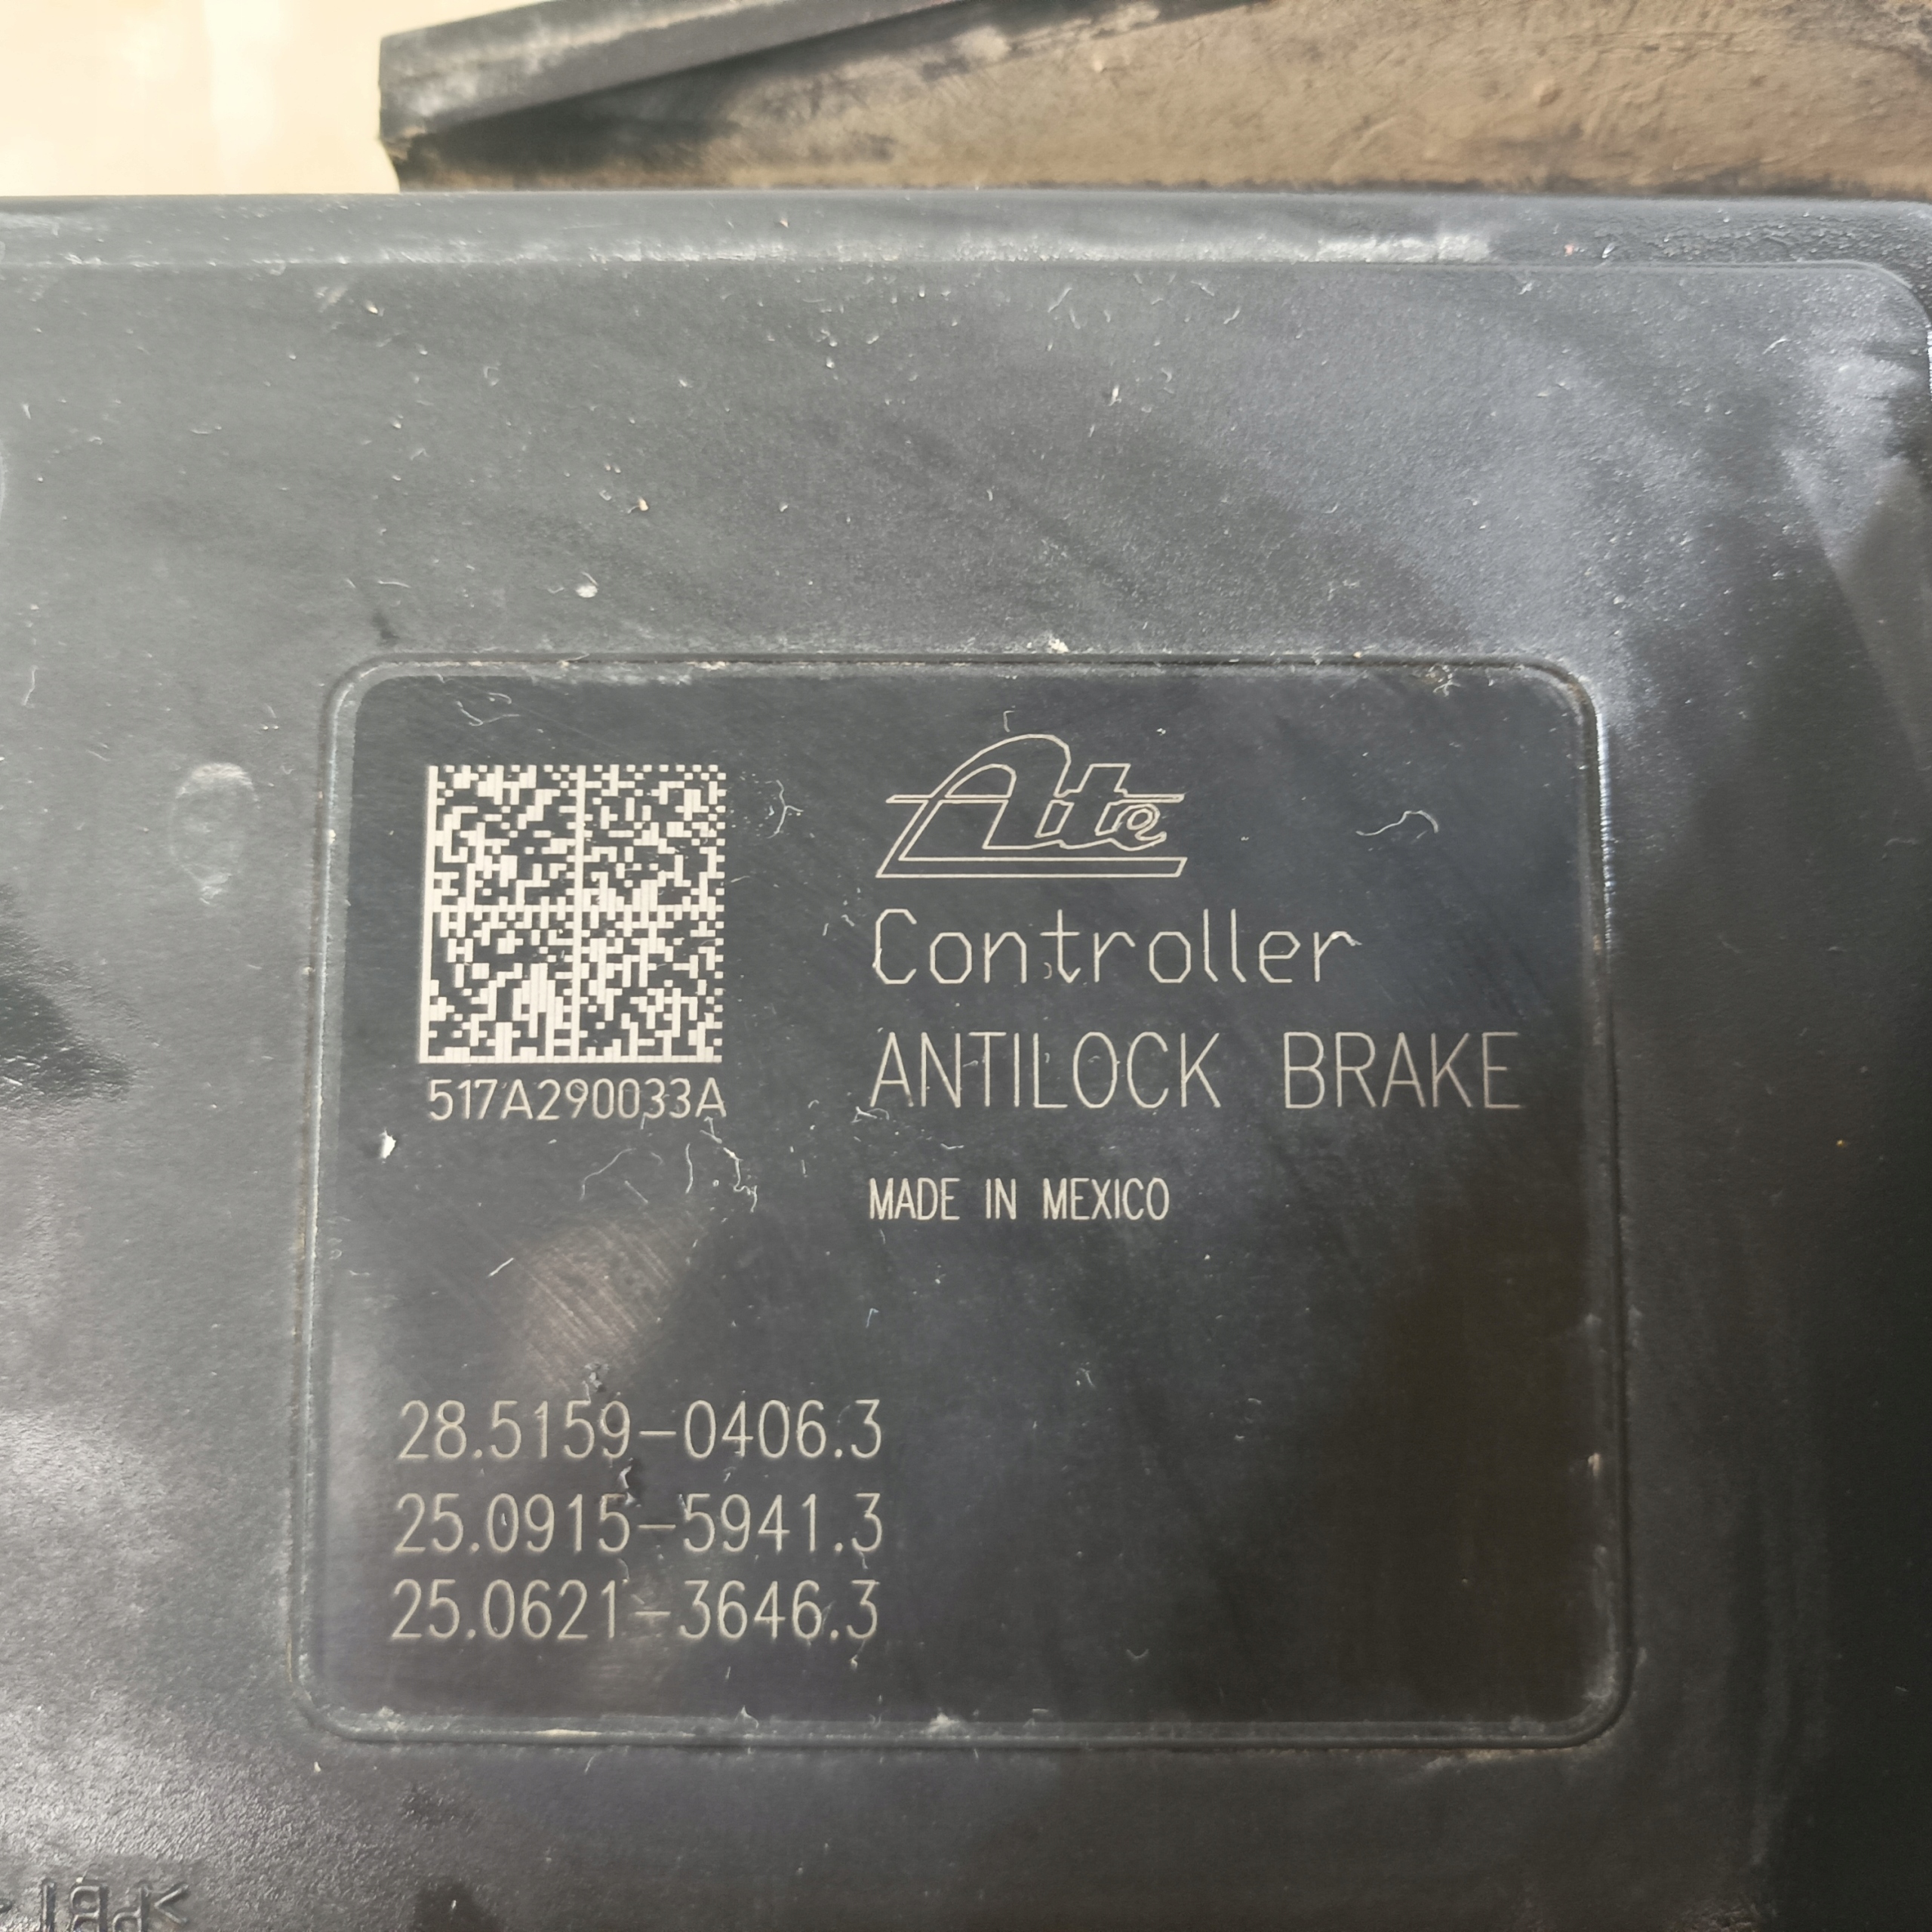 Ate
Controller
ANTILOCK BRAKE
517A290033A
MADE IN MEXICO
28.5159-0406.3
25.0915-5941.3
25.0621-3646.3